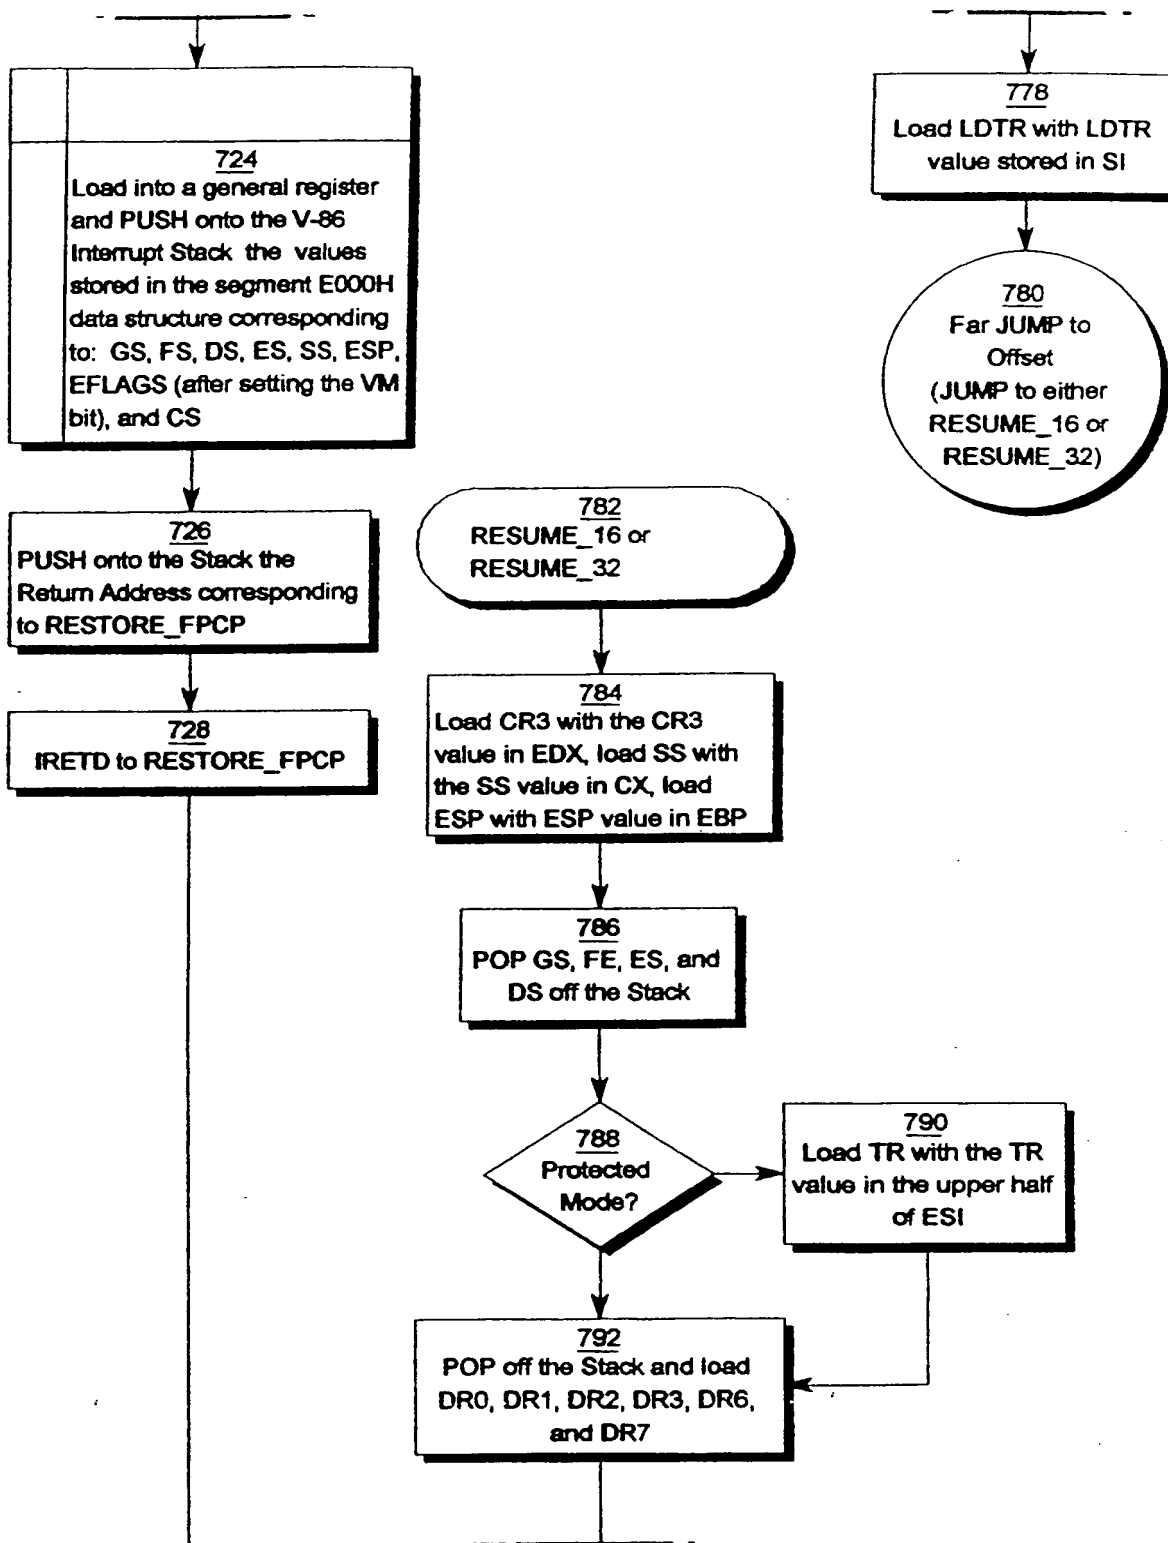 724
Load into a general register
and PUSH onto the V-86
Interrupt Stack the values
stored in the segment E000H
data structure corresponding
to: GS, FS, DS, ES, SS, ESP,
EFLAGS (after setting the VM
bit), and CS
726
PUSH onto the Stack the
Return Address corresponding
to RESTORE_FPCP
728
IRETD to RESTORE_FPCP
778
Load LDTR with LDTR
value stored in SI
780
Far JUMP to
Offset
(JUMP to either
RESUME_16 or
RESUME_32)
782
RESUME_16 or
RESUME_32
784
Load CR3 with the CR3
value in EDX, load SS with
the SS value in CX, load
ESP with ESP value in EBP
786
POP GS, FE, ES, and
DS off the Stack
788
Protected
Mode?
790
Load TR with the TR
value in the upper half
of ESI
792
POP off the Stack and load
DR0, DR1, DR2, DR3, DR6,
and DR7